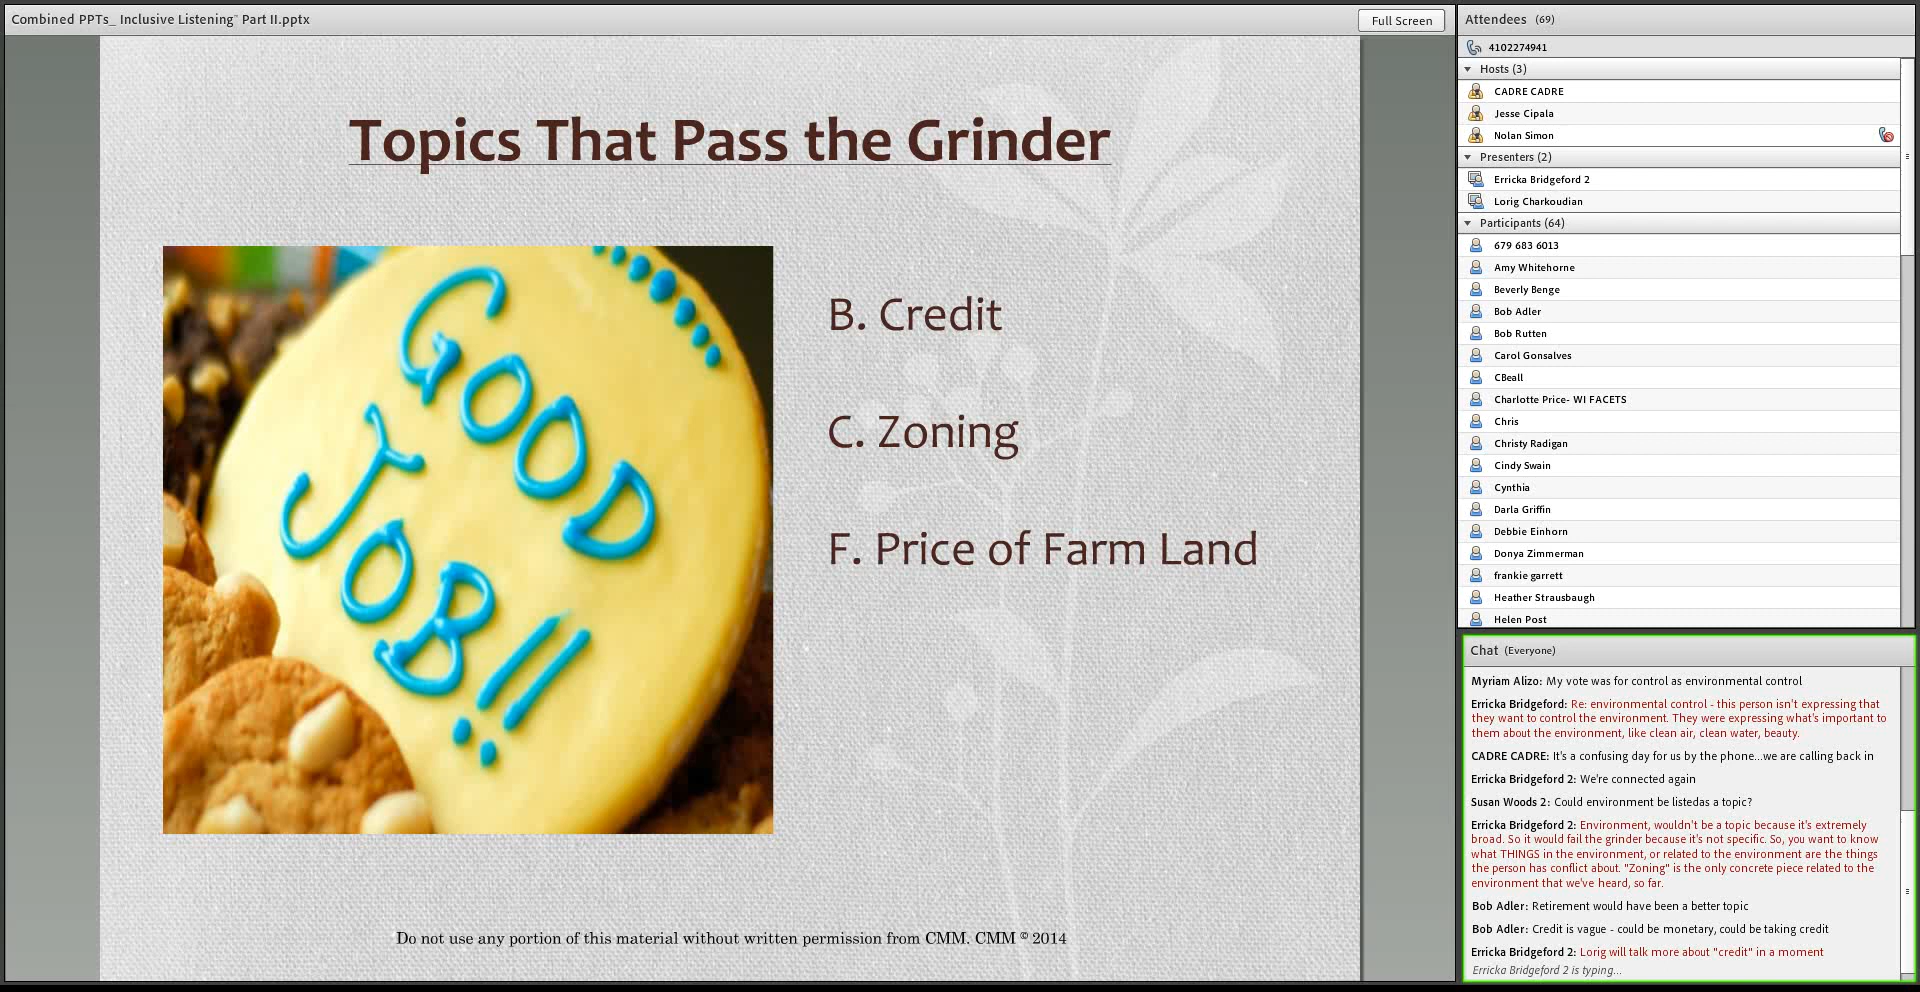 Combined PPTs_ Inclusive Listening™ Part II.pptx
Full Screen
Topics That Pass the Grinder
GOOD
JOB!!
B. Credit
C. Zoning
F. Price of Farm Land
Do not use any portion of this material without written permission from CMM. CMM © 2014
Attendees (69)
4102274941
Hosts (3)
CADRE CADRE
Jesse Cipala
Nolan Simon
Presenters (2)
Erricka Bridgeford 2
Lorig Charkoudian
Participants (64)
679 683 6013
Amy Whitehorne
Beverly Benge
Bob Adler
Bob Rutten
Carol Gonsalves
CBeall
Charlotte Price- WI FACETS
Chris
Christy Radigan
Cindy Swain
Cynthia
Darla Griffin
Debbie Einhorn
Donya Zimmerman
frankie garrett
Heather Strausbaugh
Helen Post
Chat (Everyone)
Myriam Alizo: My vote was for control as environmental control
Erricka Bridgeford: Re: environmental control - this person isn't expressing that
they want to control the environment. They were expressing what's important to
them about the environment, like clean air, clean water, beauty.
CADRE CADRE: It's a confusing day for us by the phone...we are calling back in
Erricka Bridgeford 2: We're connected again
Susan Woods 2: Could environment be listedas a topic?
Erricka Bridgeford 2: Environment, wouldn't be a topic because it's extremely
broad. So it would fail the grinder because it's not specific. So, you want to know
what THINGS in the environment, or related to the environment are the things
the person has conflict about. "Zoning" is the only concrete piece related to the
environment that we've heard, so far.
Bob Adler: Retirement would have been a better topic
Bob Adler: Credit is vague - could be monetary, could be taking credit
Erricka Bridgeford 2: Lorig will talk more about "credit" in a moment
Erricka Bridgeford 2 is typing...